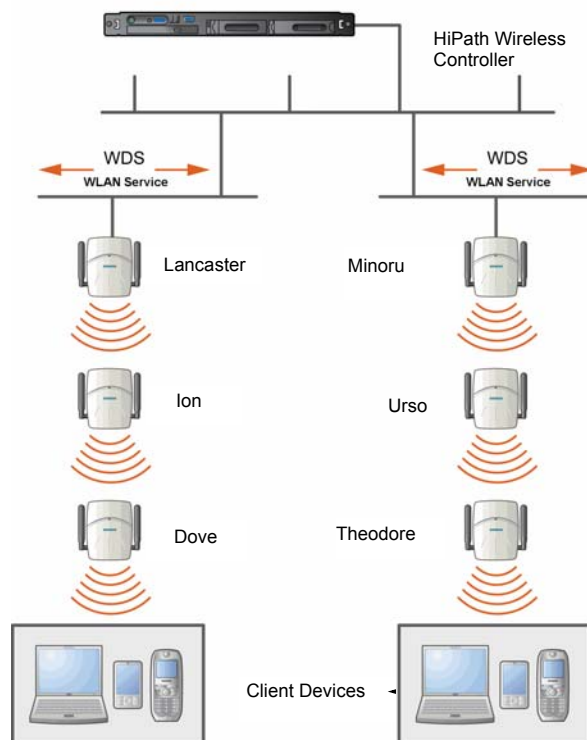 HiPath Wireless
Controller
WDS
WLAN Service
WDS
WLAN Service
Lancaster
Minoru
Ion
Urso
Dove
Theodore
Client Devices